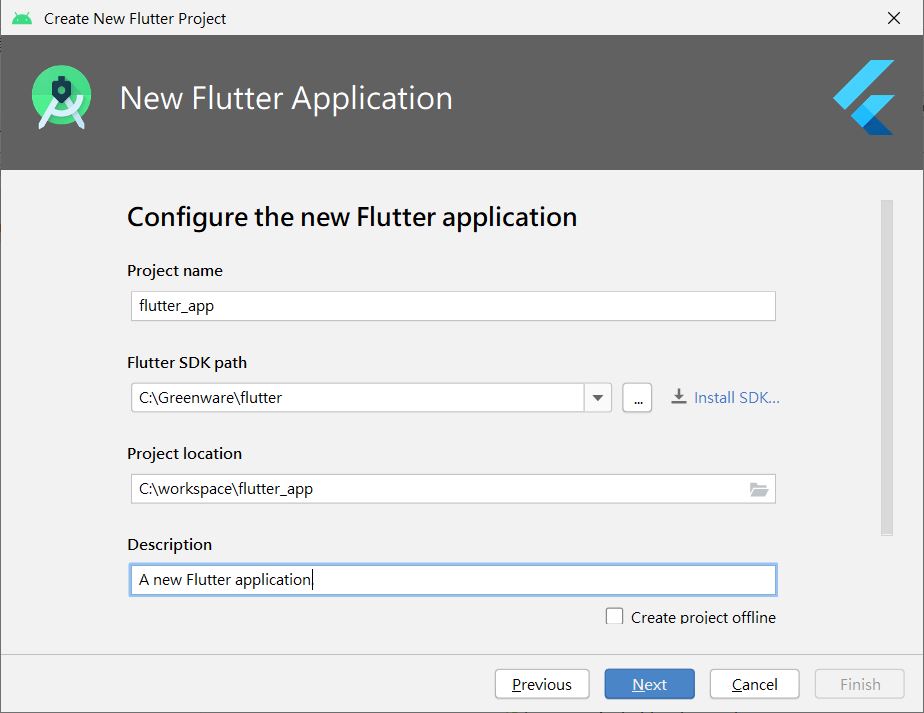 Create New Flutter Project
New Flutter Application
Configure the new Flutter application
Project name
flutter_app
Flutter SDK path
C:\Greenware\flutter
...
Install SDK...
Project location
C:\workspace\flutter_app
Description
A new Flutter application
Create project offline
Previous
Next
Cancel
Finish